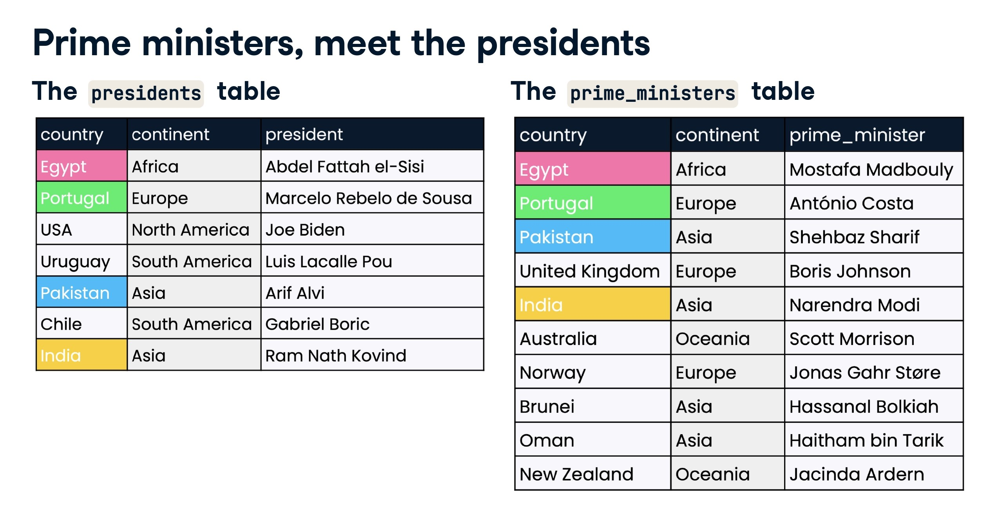 Prime ministers, meet the presidents
The presidents table
country continent president
Egypt Africa Abdel Fattah el-Sisi
Portugal Europe Marcelo Rebelo de Sousa
USA North America Joe Biden
Uruguay South America Luis Lacalle Pou
Pakistan Asia Arif Alvi
Chile South America Gabriel Boric
India Asia Ram Nath Kovind
The prime_ministers table
country continent prime_minister
Egypt Africa Mostafa Madbouly
Portugal Europe António Costa
Pakistan Asia Shehbaz Sharif
United Kingdom Europe Boris Johnson
India Asia Narendra Modi
Australia Oceania Scott Morrison
Norway Europe Jonas Gahr Støre
Brunei Asia Hassanal Bolkiah
Oman Asia Haitham bin Tarik
New Zealand Oceania Jacinda Ardern